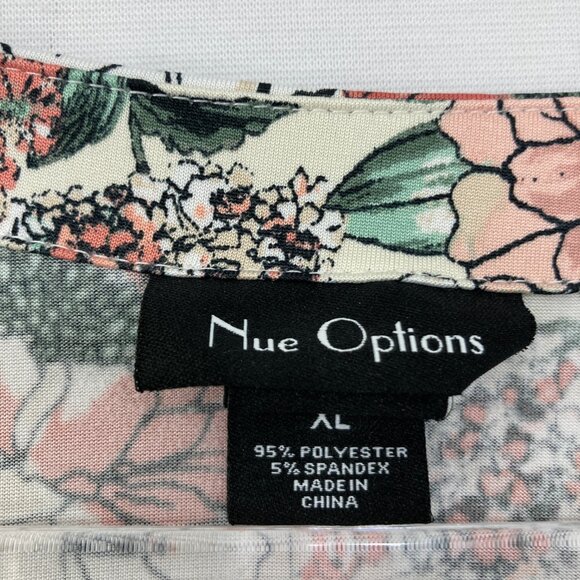 Nue Options
XL
95% POLYESTER
5% SPANDEX
MADE IN
CHINA